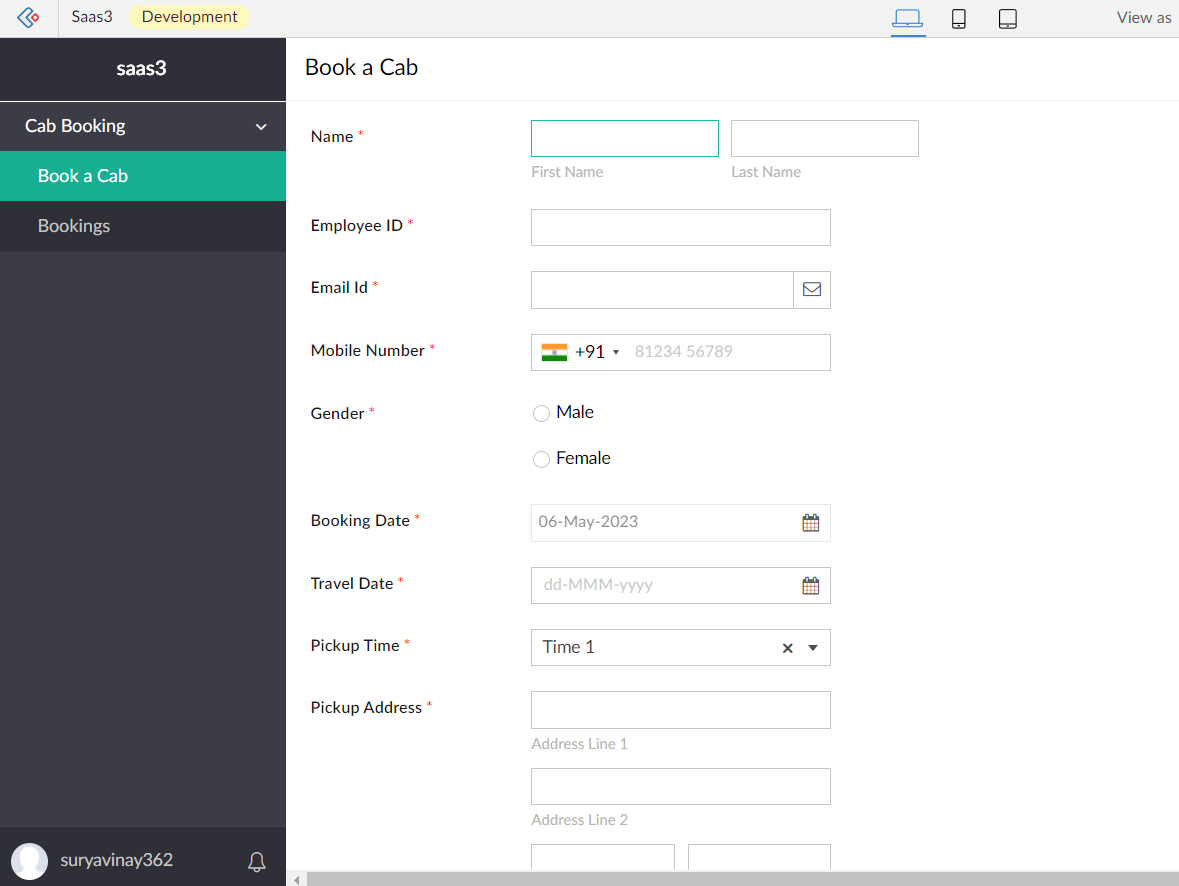 Saas3 Development View as
saas3
Cab Booking
Book a Cab
Bookings
suryavinay362
Book a Cab
Name *
First Name Last Name
Employee ID *
Email Id *
Mobile Number * +91 81234 56789
Gender * Male
Female
Booking Date * 06-May-2023
Travel Date * dd-MMM-yyyy
Pickup Time * Time 1
Pickup Address *
Address Line 1
Address Line 2